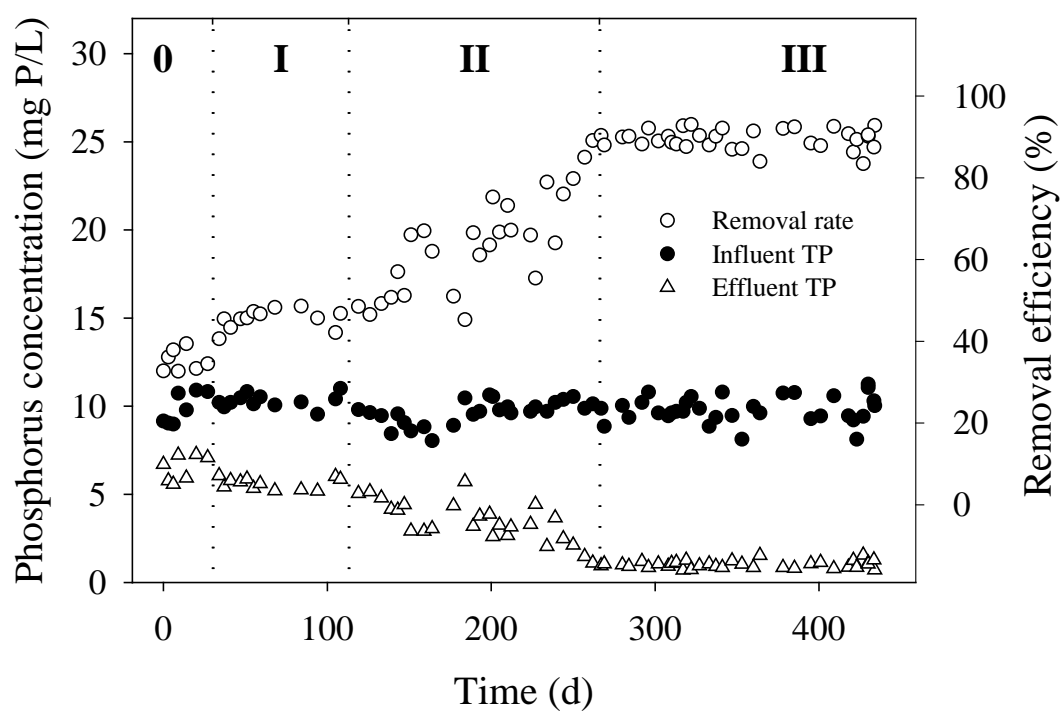 0 I II III
Phosphorus concentration (mg P/L)
30
25
20
15
10
5
0
Removal efficiency (%)
100
80
60
40
20
0
Removal rate
Influent TP
Effluent TP
0 100 200 300 400
Time (d)